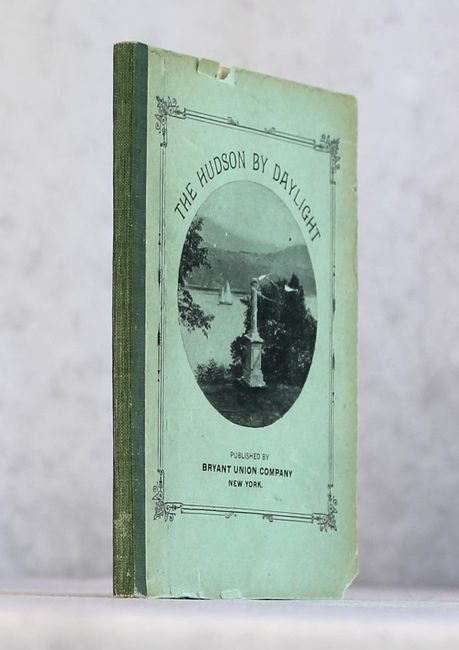 THE HUDSON BY DAYLIGHT
PUBLISHED BY
BRYANT UNION COMPANY
NEW YORK.